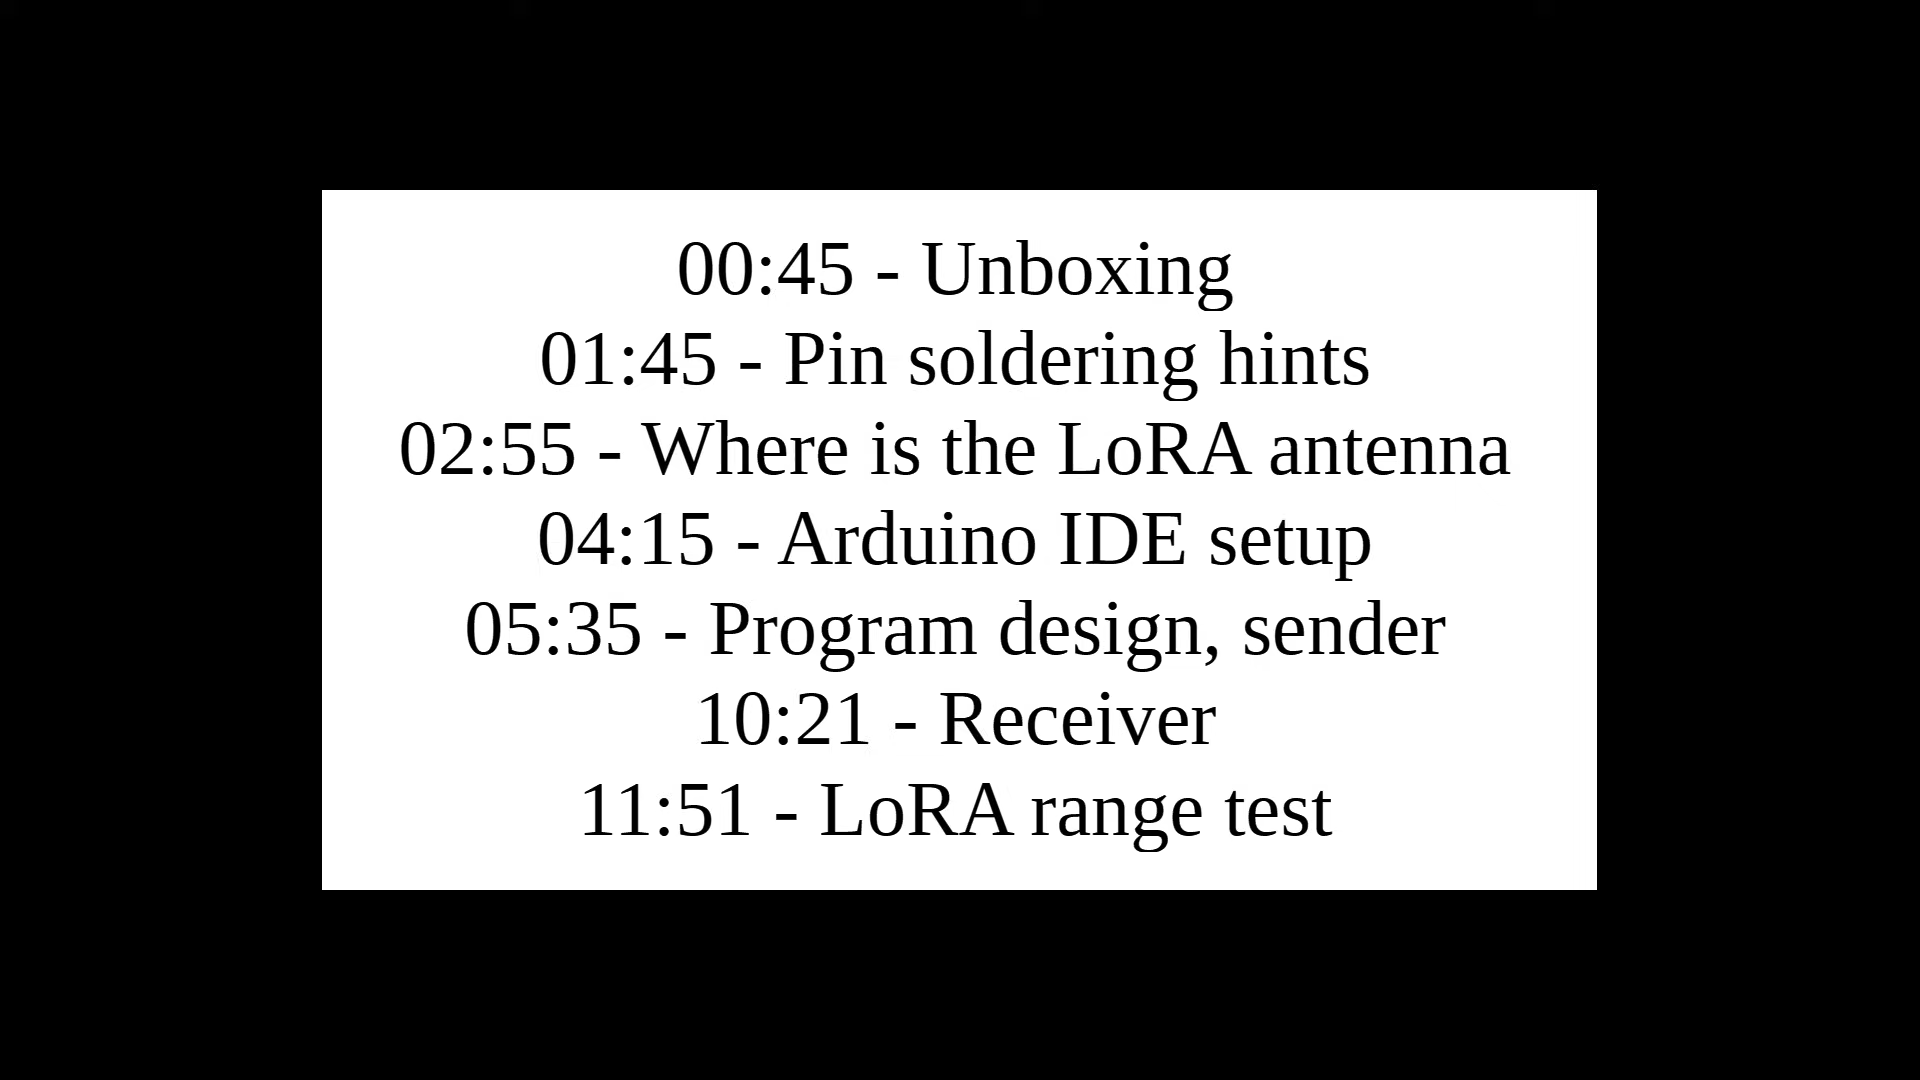 00:45 - Unboxing
01:45 - Pin soldering hints
02:55 - Where is the LoRA antenna
04:15 - Arduino IDE setup
05:35 - Program design, sender
10:21 - Receiver
11:51 - LoRA range test